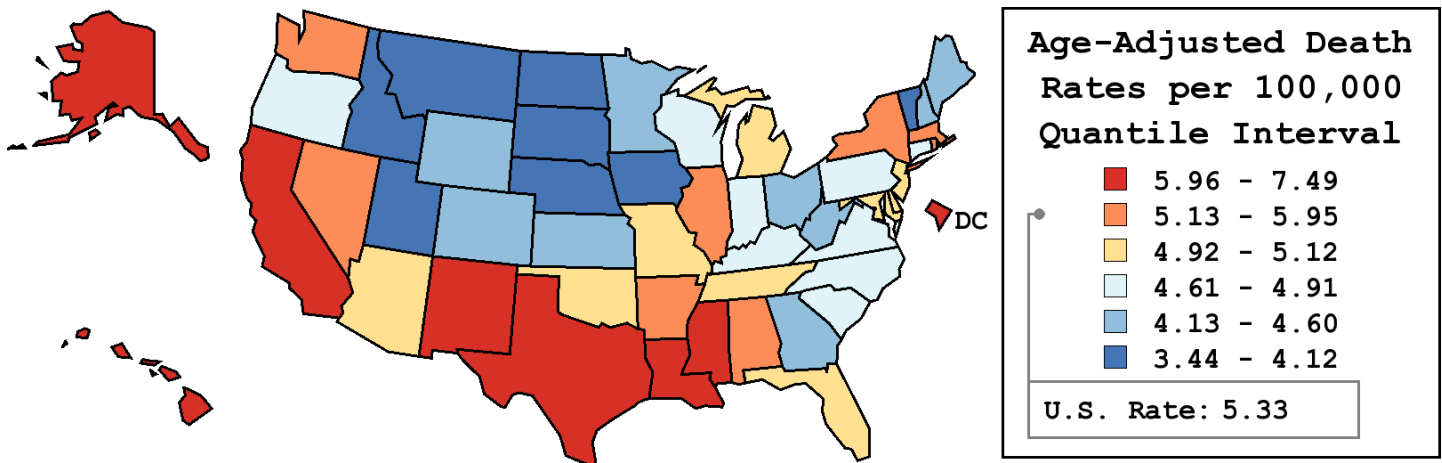 DC
Age-Adjusted Death
Rates per 100,000
Quantile Interval
5.96 - 7.49
5.13 - 5.95
4.92 - 5.12
4.61 - 4.91
4.13 - 4.60
3.44 - 4.12
U.S. Rate: 5.33